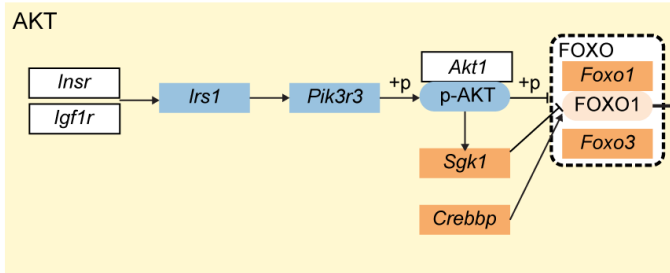 AKT
Insr
Igf1r
Irs1
Pik3r3
+p
Akt1
p-AKT
+p
Sgk1
Crebbp
FOXO
Foxo1
FOXO1
Foxo3